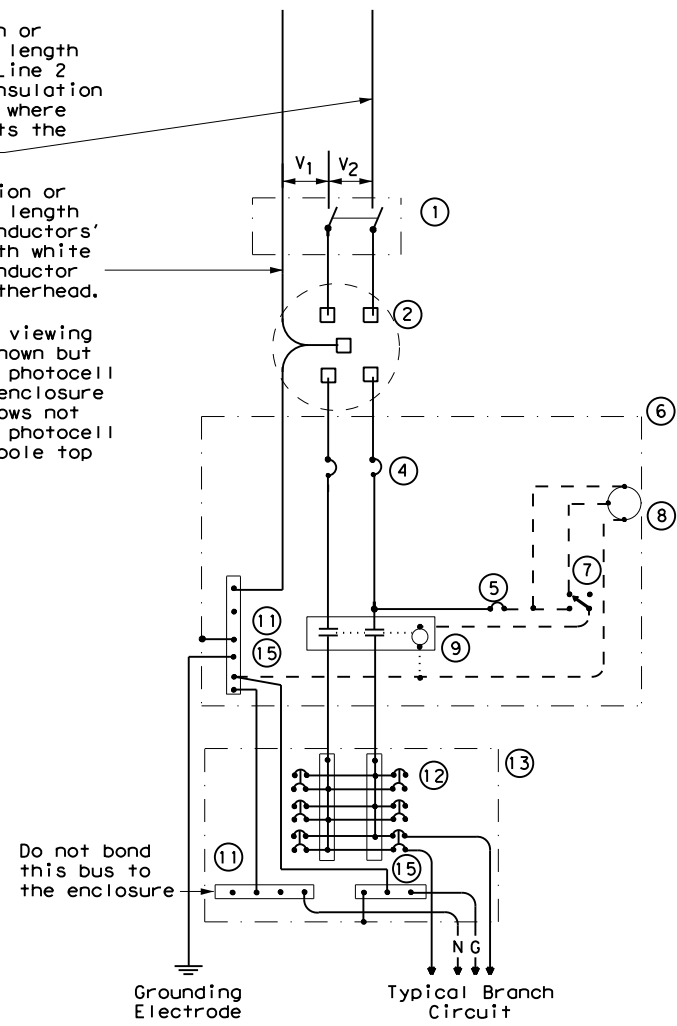 or
length
Line 2
nsulation
where
ts the
V1
V2
ion or
length
nductors'
th white
nductor
therhead.
1
2
viewing
hown but
photocell
enclosure
ows not
photocell
pole top
6
4
8
5
7
11
15
9
13
12
Do not bond
this bus to
the enclosure
11
15
N G
Grounding
Electrode
Typical Branch
Circuit